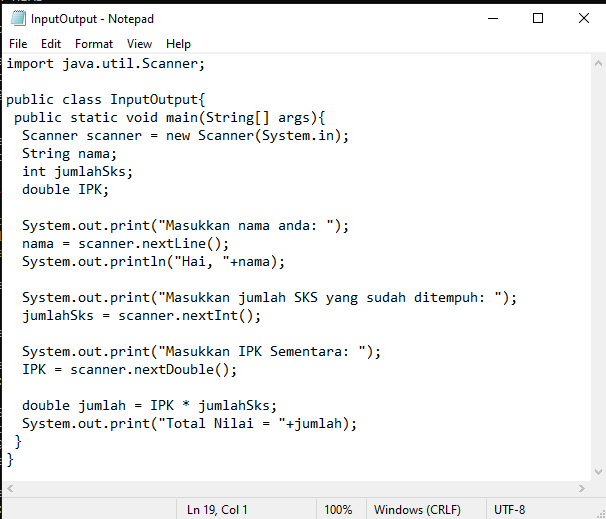 InputOutput - Notepad
File Edit Format View Help
import java.util.Scanner;
public class InputOutput{
public static void main(String[] args){
Scanner scanner = new Scanner(System.in);
String nama;
int jumlahSks;
double IPK;
System.out.print("Masukkan nama anda: ");
nama = scanner.nextLine();
System.out.println("Hai, "+nama);
System.out.print("Masukkan jumlah SKS yang sudah ditempuh: ");
jumlahSks = scanner.nextInt();
System.out.print("Masukkan IPK Sementara: ");
IPK = scanner.nextDouble();
double jumlah = IPK * jumlahSks;
System.out.print("Total Nilai = "+jumlah);
}
}
Ln 19, Col 1 100% Windows (CRLF) UTF-8